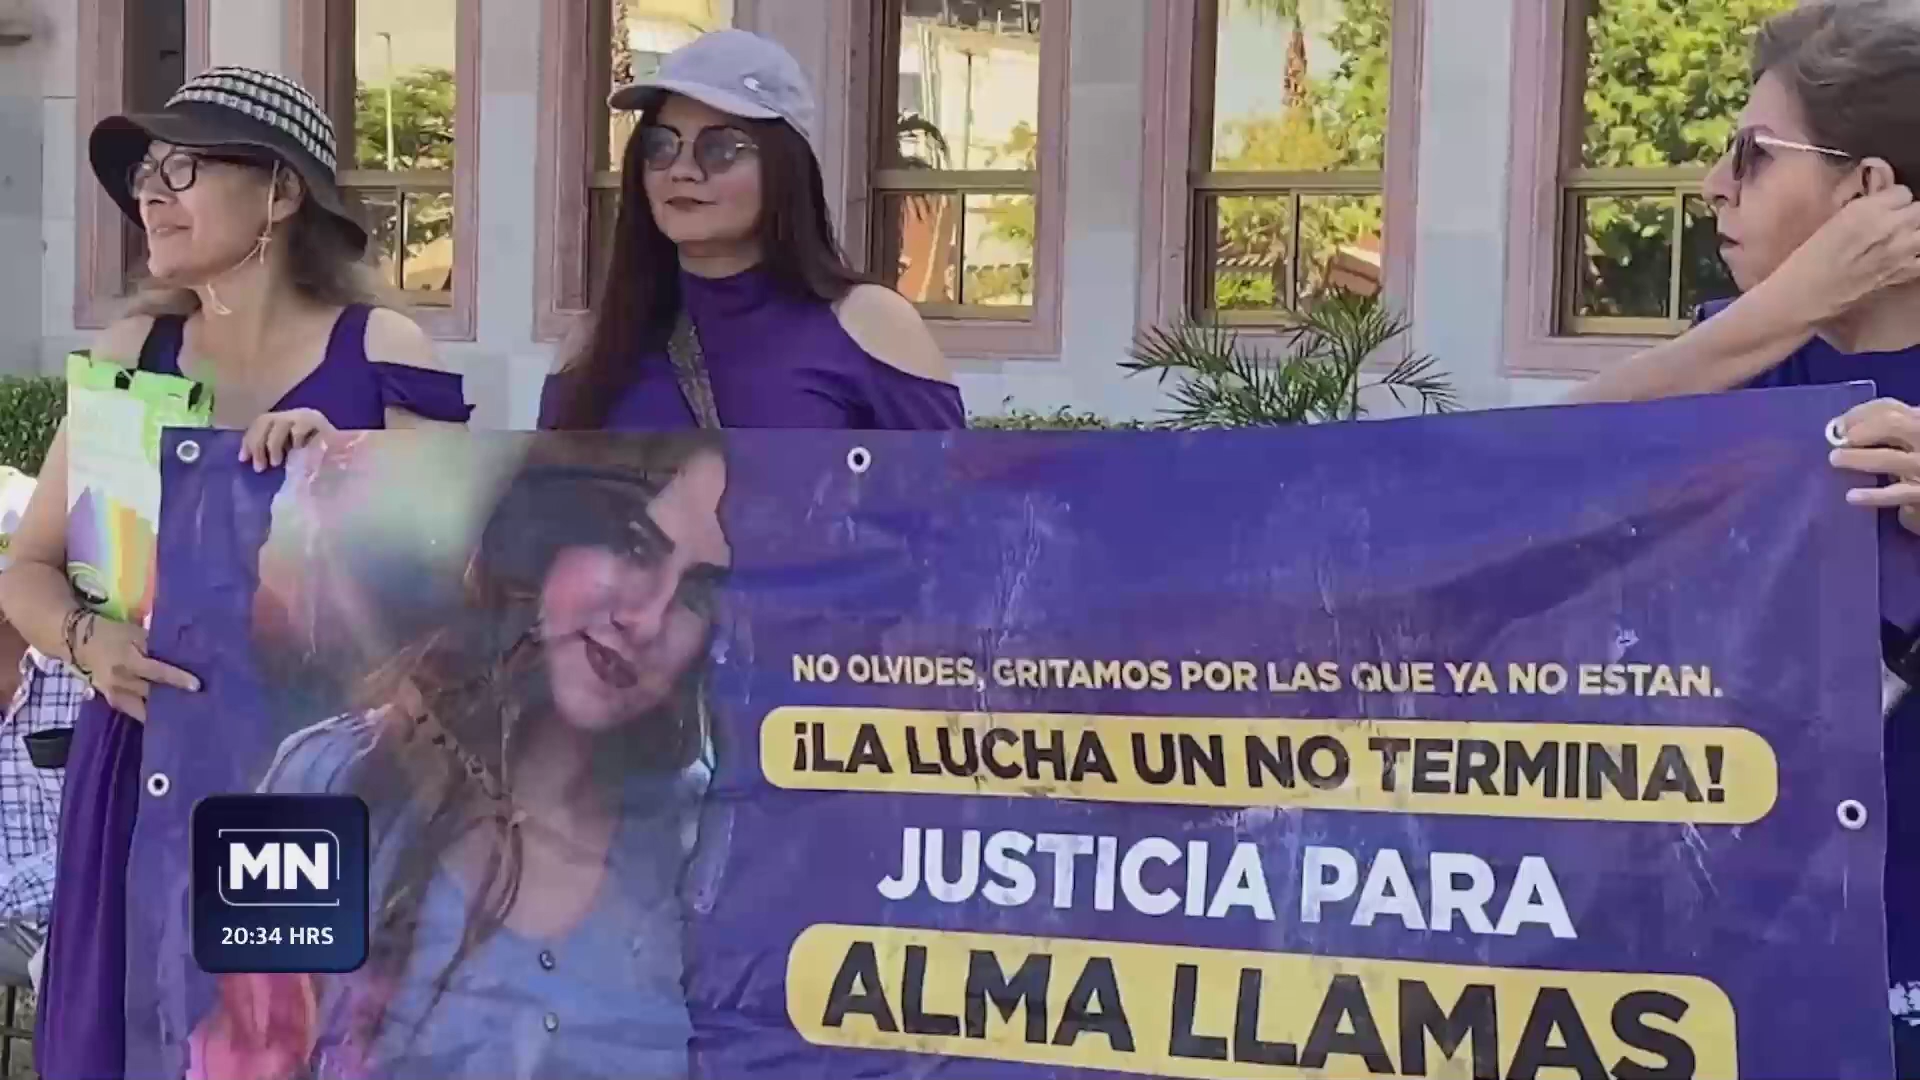 NO OLVIDES, GRITAMOS POR LAS QUE YA NO ESTAN.
¡LA LUCHA UN NO TERMINA!
JUSTICIA PARA
ALMA LLAMAS
MN
20:34 HRS